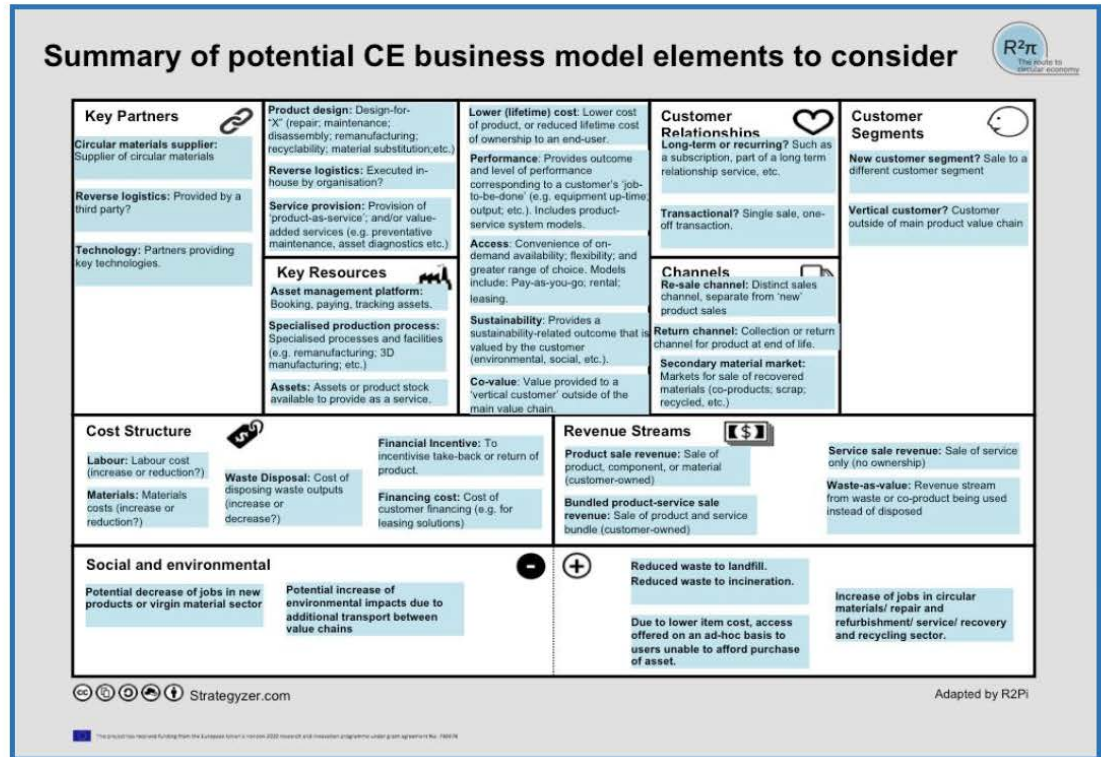 Summary of potential CE business model elements to consider
R²π
The route to
circular economy
Key Partners
Circular materials supplier:
Supplier of circular materials
Reverse logistics: Provided by a
third party?
Technology: Partners providing
key technologies.
Product design: Design-for-
"X" (repair; maintenance;
disassembly; remanufacturing;
recyclability; material substitution;etc.)
Reverse logistics: Executed in-
house by organisation?
Service provision: Provision of
'product-as-service'; and/or value-
added services (e.g. preventative
maintenance, asset diagnostics etc.)
Key Resources
Asset management platform:
Booking, paying, tracking assets.
Specialised production process:
Specialised processes and facilities
(e.g. remanufacturing; 3D
manufacturing; etc.)
Assets: Assets or product stock
available to provide as a service.
Lower (lifetime) cost: Lower cost
of product, or reduced lifetime cost
of ownership to an end-user.
Performance: Provides outcome
and level of performance
corresponding to a customer's 'job-
to-be-done' (e.g. equipment up-time;
output; etc.). Includes product-
service system models.
Access: Convenience of on-
demand availability; flexibility; and
greater range of choice. Models
include: Pay-as-you-go; rental;
leasing.
Sustainability: Provides a
sustainability-related outcome that is
valued by the customer
(environmental, social, etc.).
Co-value: Value provided to a
'vertical customer' outside of the
main value chain.
Customer
Relationships
Long-term or recurring? Such as
a subscription, part of a long term
relationship service, etc.
Transactional? Single sale, one-
off transaction.
Channels
Re-sale channel: Distinct sales
channel, separate from 'new'
product sales
Return channel: Collection or return
channel for product at end of life.
Secondary material market:
Markets for sale of recovered
materials (co-products; scrap;
recycled, etc.)
Customer
Segments
New customer segment? Sale to a
different customer segment
Vertical customer? Customer
outside of main product value chain
Cost Structure
Labour: Labour cost
(increase or reduction?)
Materials: Materials
costs (increase or
reduction?)
Waste Disposal: Cost of
disposing waste outputs
(increase or
decrease?)
Financial Incentive: To
incentivise take-back or return of
product.
Financing cost: Cost of
customer financing (e.g. for
leasing solutions)
Revenue Streams
Product sale revenue: Sale of
product, component, or material
(customer-owned)
Bundled product-service sale
revenue: Sale of product and service
bundle (customer-owned)
Service sale revenue: Sale of service
only (no ownership)
Waste-as-value: Revenue stream
from waste or co-product being used
instead of disposed
Social and environmental
Potential decrease of jobs in new
products or virgin material sector
Potential increase of
environmental impacts due to
additional transport between
value chains
Reduced waste to landfill.
Reduced waste to incineration.
Due to lower item cost, access
offered on an ad-hoc basis to
users unable to afford purchase
of asset.
Increase of jobs in circular
materials/ repair and
refurbishment/ service/ recovery
and recycling sector.
Strategyzer.com
Adapted by R2Pi
research and innovation programme under grant agreement No.